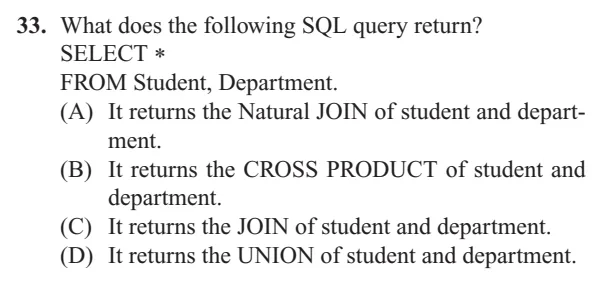 33. What does the following SQL query return?
SELECT *
FROM Student, Department.
(A) It returns the Natural JOIN of student and depart-
ment.
(B) It returns the CROSS PRODUCT of student and
department.
(C) It returns the JOIN of student and department.
(D) It returns the UNION of student and department.